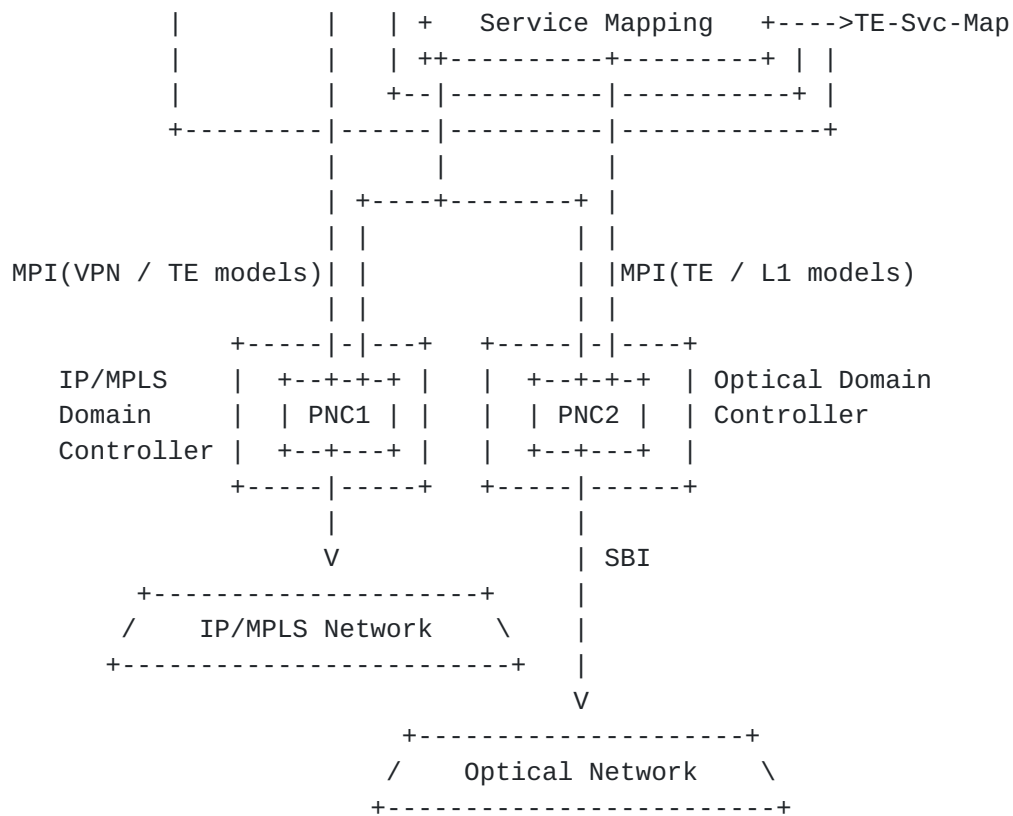 |         |   | +   Service Mapping   +---->TE-Svc-Map
          |         |   | ++----------+---------+ | |
          |         |   +--|----------|-----------+ |
          +---------|------|----------|-------------+
                    |      |          |
                    | +----+--------+ |
                    | |             | |
MPI(VPN / TE models)| |             | |MPI(TE / L1 models)
                    | |             | |
              +-----|-|---+   +-----|-|----+
   IP/MPLS    |  +--+-+-+ |   |  +--+-+-+  | Optical Domain
   Domain     |  | PNC1 | |   |  | PNC2 |  | Controller
   Controller |  +--+---+ |   |  +--+---+  |
              +-----|-----+   +-----|------+
                    |               |
                    V               | SBI
        +---------------------+     |
       /    IP/MPLS Network    \    |
      +-------------------------+   |
                                    V
                         +---------------------+
                        /    Optical Network    \
                       +-------------------------+